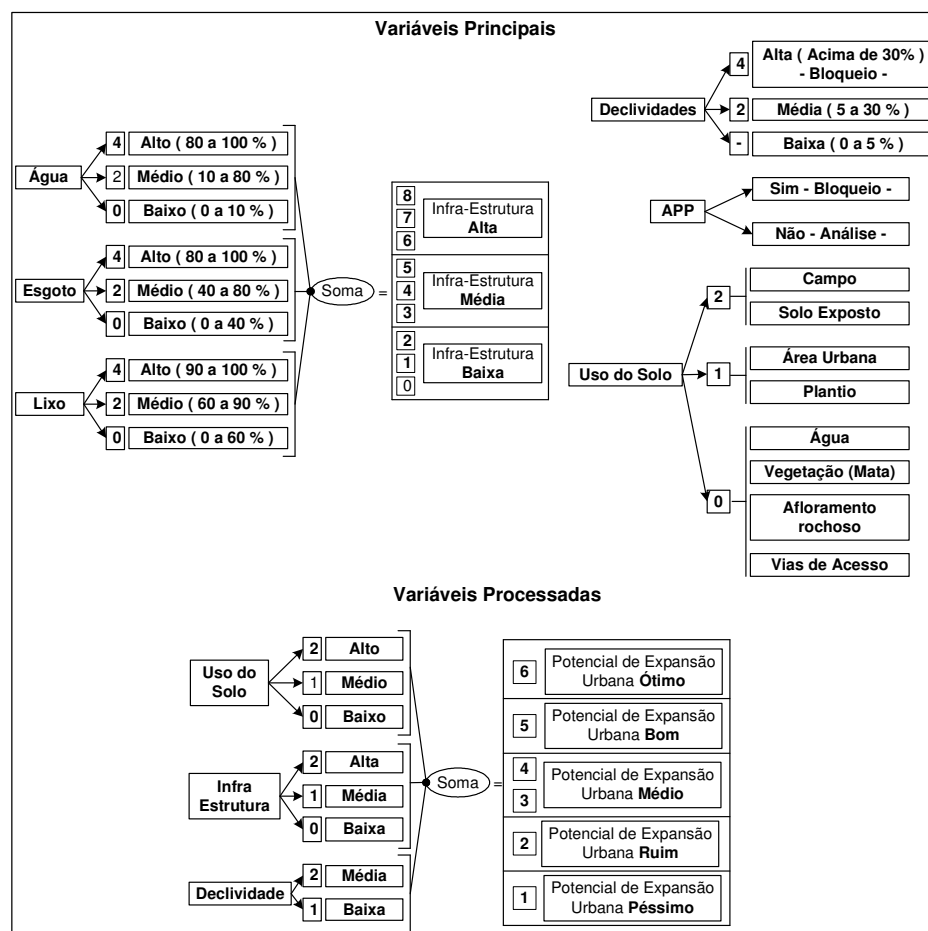 Variáveis Principais
Água
4 Alto ( 80 a 100 % )
2 Médio ( 10 a 80 % )
0 Baixo ( 0 a 10 % )
Esgoto
4 Alto ( 80 a 100 % )
2 Médio ( 40 a 80 % )
0 Baixo ( 0 a 40 % )
Lixo
4 Alto ( 90 a 100 % )
2 Médio ( 60 a 90 % )
0 Baixo ( 0 a 60 % )
Soma
=
8
7
6
Infra-Estrutura
Alta
5
4
3
Infra-Estrutura
Média
2
1
0
Infra-Estrutura
Baixa
Declividades
4 Alta ( Acima de 30% )
- Bloqueio -
2 Média ( 5 a 30 % )
- Baixa ( 0 a 5 % )
APP
Sim - Bloqueio -
Não - Análise -
Uso do Solo
2
Campo
Solo Exposto
1
Área Urbana
Plantio
0
Água
Vegetação (Mata)
Afloramento
rochoso
Vias de Acesso
Variáveis Processadas
Uso do
Solo
2 Alto
1 Médio
0 Baixo
Infra
Estrutura
2 Alta
1 Média
0 Baixa
Declividade
2 Média
1 Baixa
Soma
=
6
Potencial de Expansão
Urbana Ótimo
5
Potencial de Expansão
Urbana Bom
4
3
Potencial de Expansão
Urbana Médio
2
Potencial de Expansão
Urbana Ruim
1
Potencial de Expansão
Urbana Péssimo